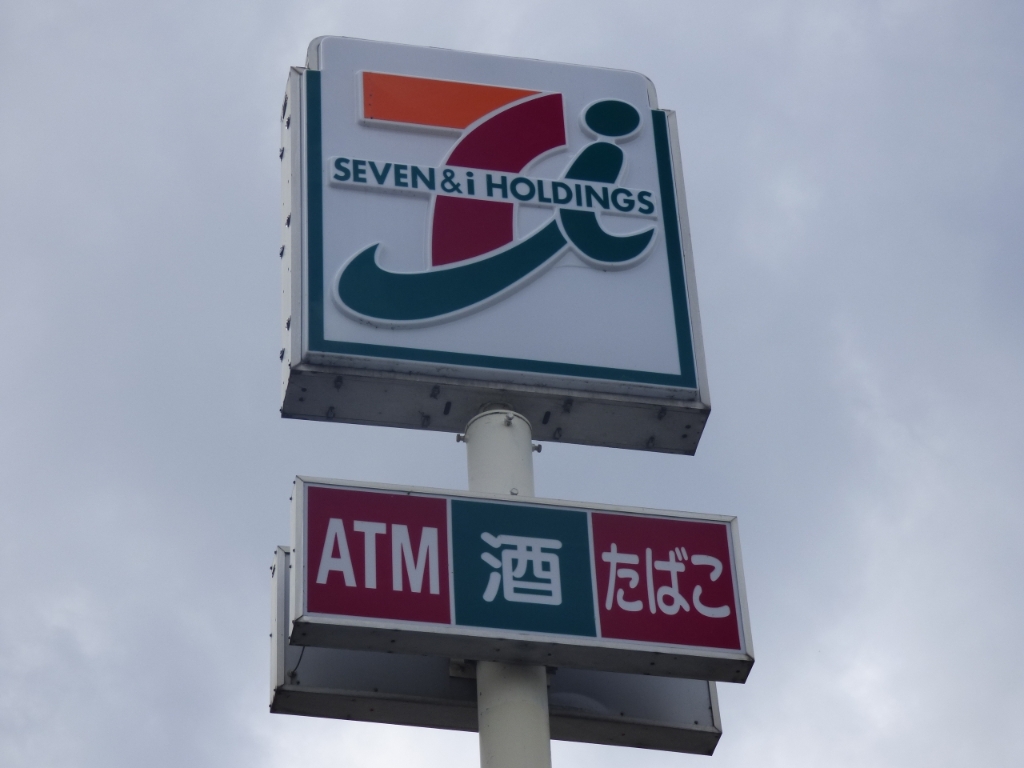 SEVEN&i HOLDINGS
ATM 酒 たばこ